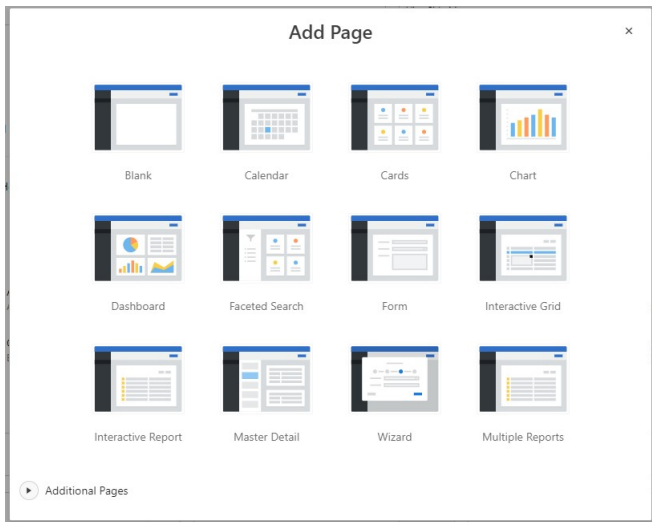 Add Page
×
Blank Calendar Cards Chart
Dashboard Faceted Search Form Interactive Grid
Interactive Report Master Detail Wizard Multiple Reports
Additional Pages